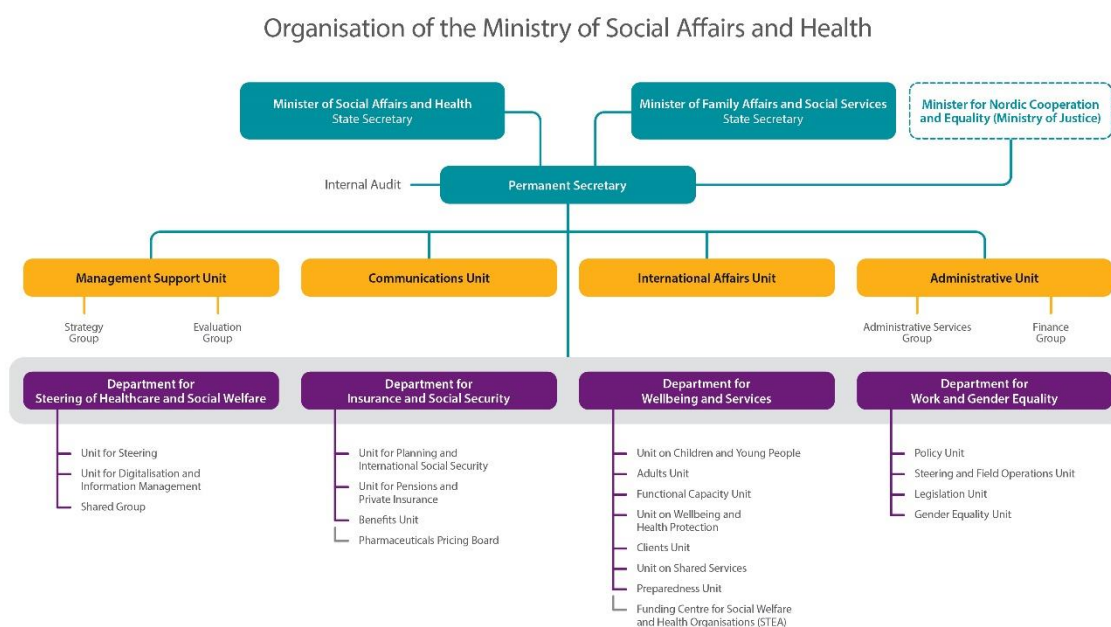 Organisation of the Ministry of Social Affairs and Health
Minister of Social Affairs and Health
State Secretary
Minister of Family Affairs and Social Services
State Secretary
Minister for Nordic Cooperation
and Equality (Ministry of Justice)
Internal Audit
Permanent Secretary
Management Support Unit
Communications Unit
International Affairs Unit
Administrative Unit
Strategy
Group
Evaluation
Group
Administrative Services
Group
Finance
Group
Department for
Steering of Healthcare and Social Welfare
Department for
Insurance and Social Security
Department for
Wellbeing and Services
Department for
Work and Gender Equality
Unit for Steering
Unit for Digitalisation and
Information Management
Shared Group
Unit for Planning and
International Social Security
Unit for Pensions and
Private Insurance
Benefits Unit
Pharmaceuticals Pricing Board
Unit on Children and Young People
Adults Unit
Functional Capacity Unit
Unit on Wellbeing and
Health Protection
Clients Unit
Unit on Shared Services
Preparedness Unit
Funding Centre for Social Welfare
and Health Organisations (STEA)
Policy Unit
Steering and Field Operations Unit
Legislation Unit
Gender Equality Unit